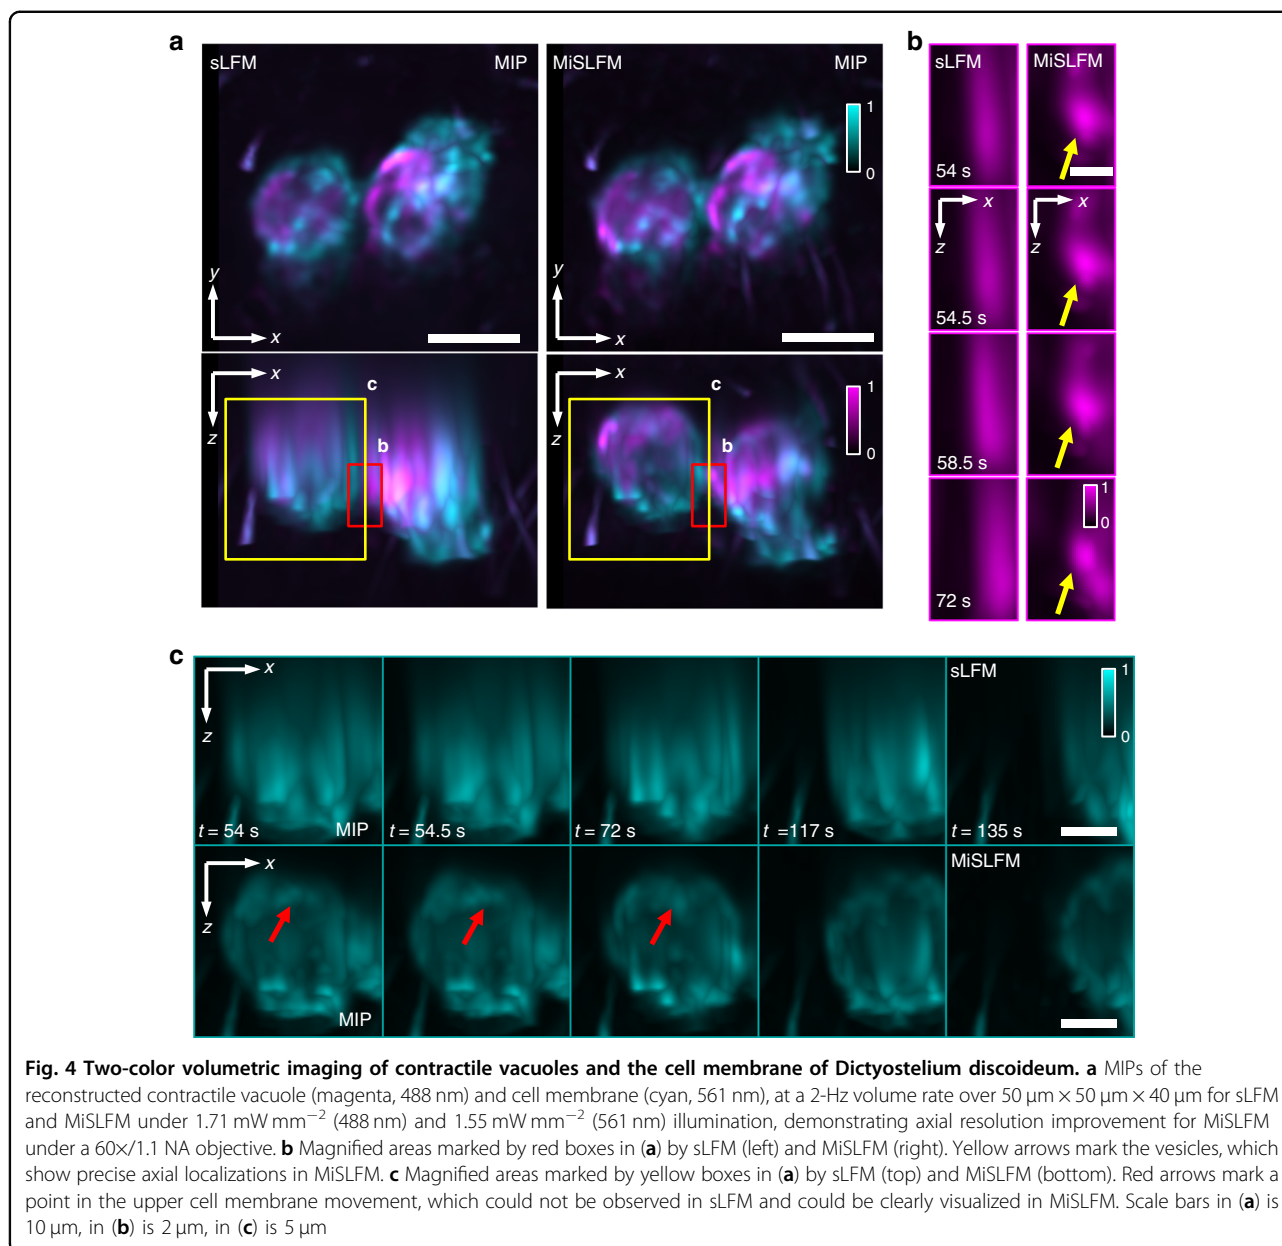 a
b
sLFM MIP
MiSLFM MIP
1
0
y
x
y
x
sLFM
MiSLFM
54 s
x
z
x
z
54.5 s
58.5 s
1
0
72 s
x
z
c
b
x
z
c
b
1
0
c
x
z
t = 54 s
MIP
t = 54.5 s
t = 72 s
t =117 s
sLFM
1
0
t = 135 s
x
z
MIP
MiSLFM
Fig. 4 Two-color volumetric imaging of contractile vacuoles and the cell membrane of Dictyostelium discoideum. a MIPs of the
reconstructed contractile vacuole (magenta, 488 nm) and cell membrane (cyan, 561 nm), at a 2-Hz volume rate over 50 μm × 50 μm × 40 μm for sLFM
and MiSLFM under 1.71 mW mm⁻² (488 nm) and 1.55 mW mm⁻² (561 nm) illumination, demonstrating axial resolution improvement for MiSLFM
under a 60×/1.1 NA objective. b Magnified areas marked by red boxes in (a) by sLFM (left) and MiSLFM (right). Yellow arrows mark the vesicles, which
show precise axial localizations in MiSLFM. c Magnified areas marked by yellow boxes in (a) by sLFM (top) and MiSLFM (bottom). Red arrows mark a
point in the upper cell membrane movement, which could not be observed in sLFM and could be clearly visualized in MiSLFM. Scale bars in (a) is
10 μm, in (b) is 2 μm, in (c) is 5 μm